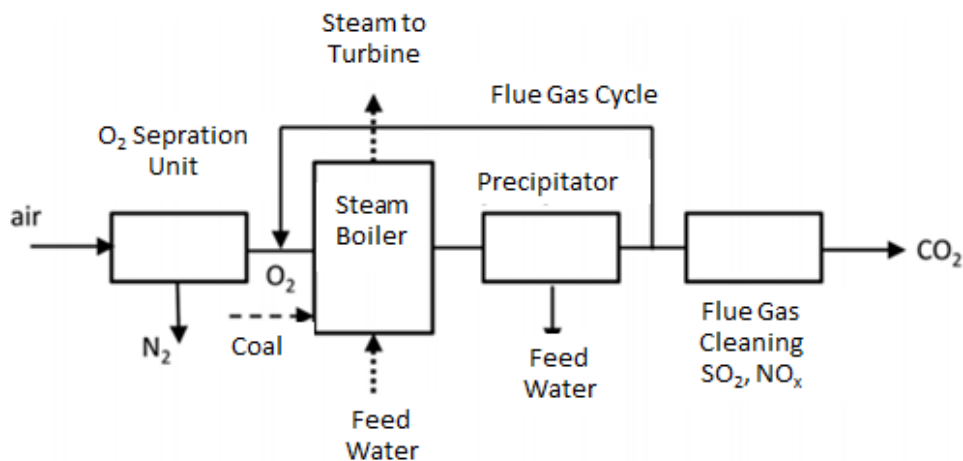 Steam to
Turbine
Flue Gas Cycle
O₂ Sepration
Unit
Precipitator
air
Steam
Boiler
O₂
CO₂
N₂
Coal
Feed
Water
Feed
Water
Flue Gas
Cleaning
SO₂, NOₓ